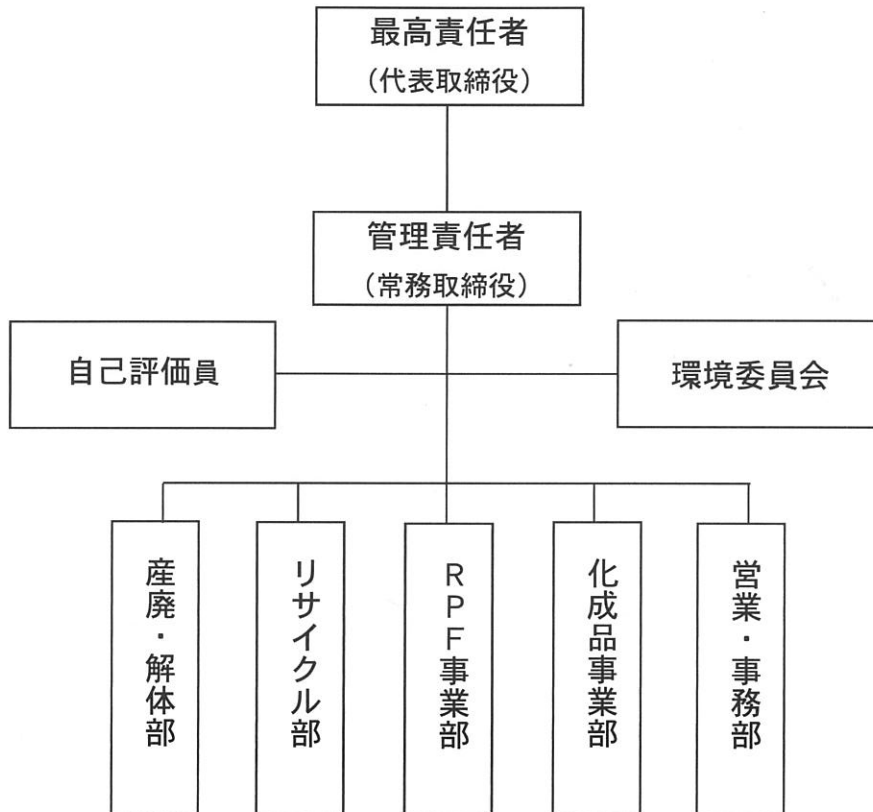 最高責任者
（代表取締役）
管理責任者
（常務取締役）
自己評価員
環境委員会
産廃・解体部
リサイクル部
ＲＰＦ事業部
化成品事業部
営業・事務部